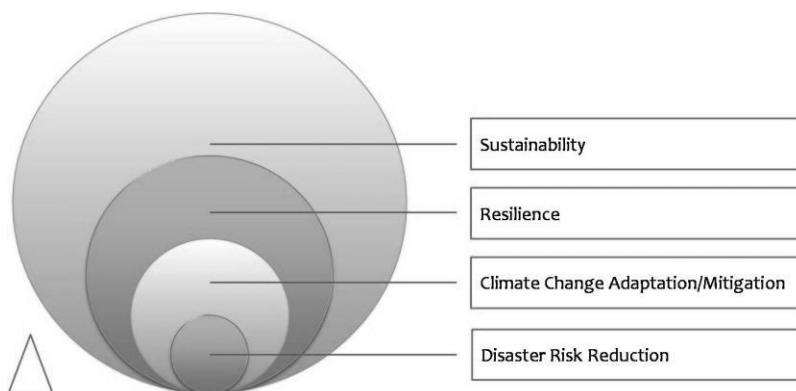 Sustainability
Resilience
Climate Change Adaptation/Mitigation
Disaster Risk Reduction